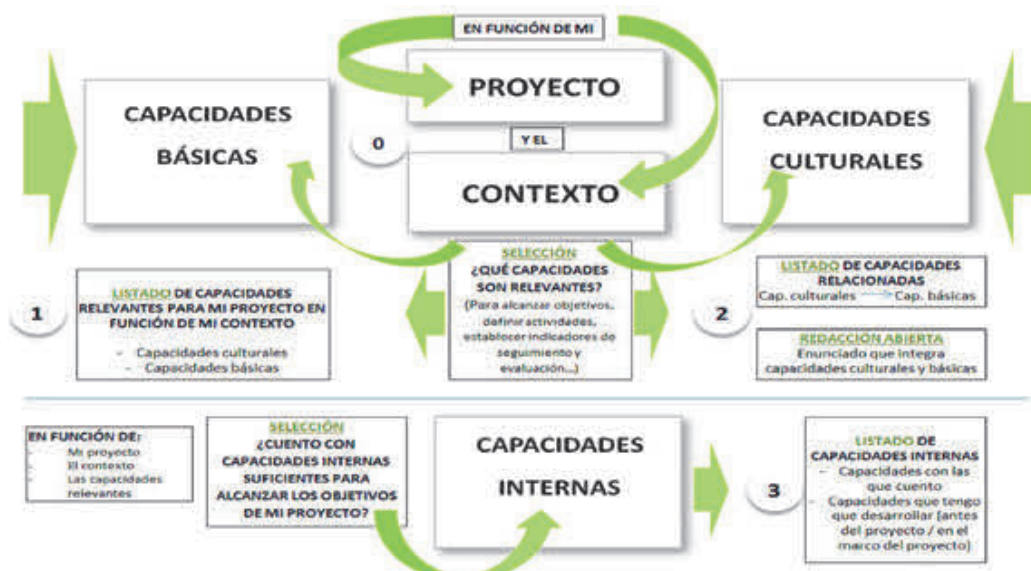 EN FUNCIÓN DE MI
PROYECTO
Y EL
CONTEXTO
CAPACIDADES
BÁSICAS
0
CAPACIDADES
CULTURALES
SELECCIÓN
¿QUÉ CAPACIDADES
SON RELEVANTES?
(Para alcanzar objetivos,
definir actividades,
establecer indicadores de
seguimiento y
evaluación...)
1
LISTADO DE CAPACIDADES
RELEVANTES PARA MI PROYECTO EN
FUNCIÓN DE MI CONTEXTO
- Capacidades culturales
- Capacidades básicas
2
LISTADO DE CAPACIDADES
RELACIONADAS
Cap. culturales → Cap. básicas
REDACCIÓN ABIERTA
Enunciado que integra
capacidades culturales y básicas
EN FUNCIÓN DE:
- Mi proyecto
- El contexto
- Las capacidades
relevantes
SELECCIÓN
¿CUENTO CON
CAPACIDADES INTERNAS
SUFICIENTES PARA
ALCANZAR LOS OBJETIVOS
DE MI PROYECTO?
CAPACIDADES
INTERNAS
3
LISTADO DE
CAPACIDADES INTERNAS
- Capacidades con las
que cuento
- Capacidades que tengo
que desarrollar (antes
del proyecto / en el
marco del proyecto)